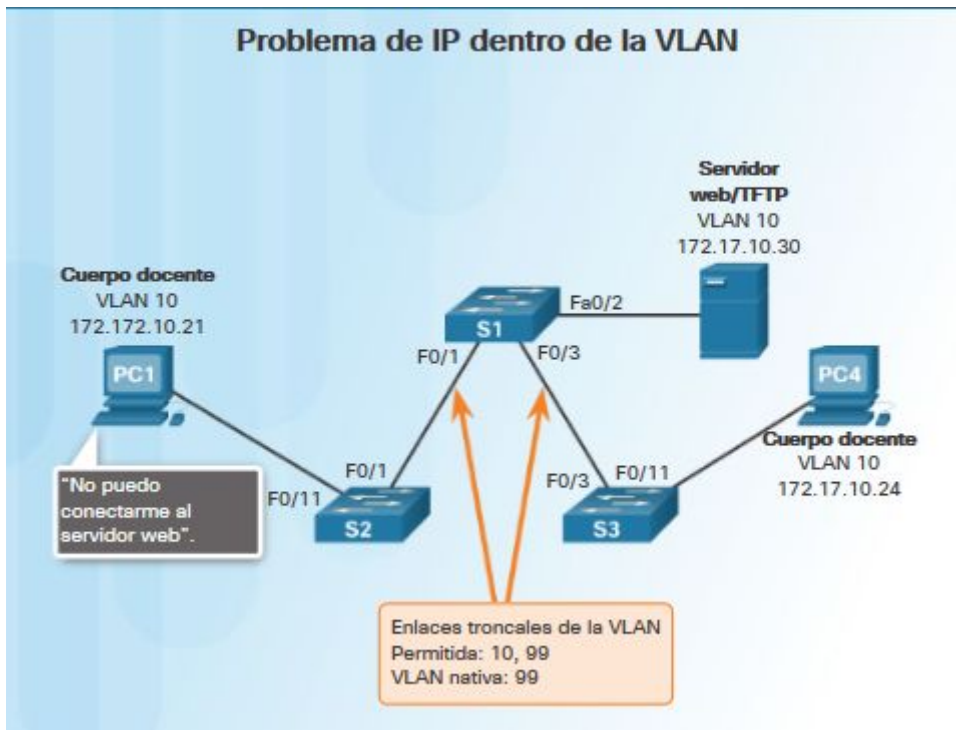 Problema de IP dentro de la VLAN
Servidor
web/TFTP
VLAN 10
172.17.10.30
Cuerpo docente
VLAN 10
172.172.10.21
PC1
S1
Fa0/2
F0/1
F0/3
PC4
Cuerpo docente
VLAN 10
172.17.10.24
"No puedo
conectarme al
servidor web".
F0/11
F0/1
S2
F0/3
F0/11
S3
Enlaces troncales de la VLAN
Permitida: 10, 99
VLAN nativa: 99